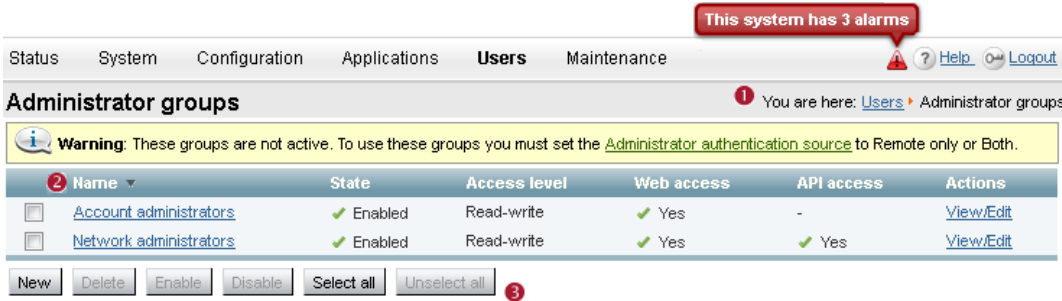 This system has 3 alarms
Status System Configuration Applications Users Maintenance ? Help Logout
Administrator groups 1 You are here: Users Administrator groups
i Warning: These groups are not active. To use these groups you must set the Administrator authentication source to Remote only or Both.
2 Name State Access level Web access API access Actions
Account administrators Enabled Read-write Yes - View/Edit
Network administrators Enabled Read-write Yes Yes View/Edit
New Delete Enable Disable Select all Unselect all 3